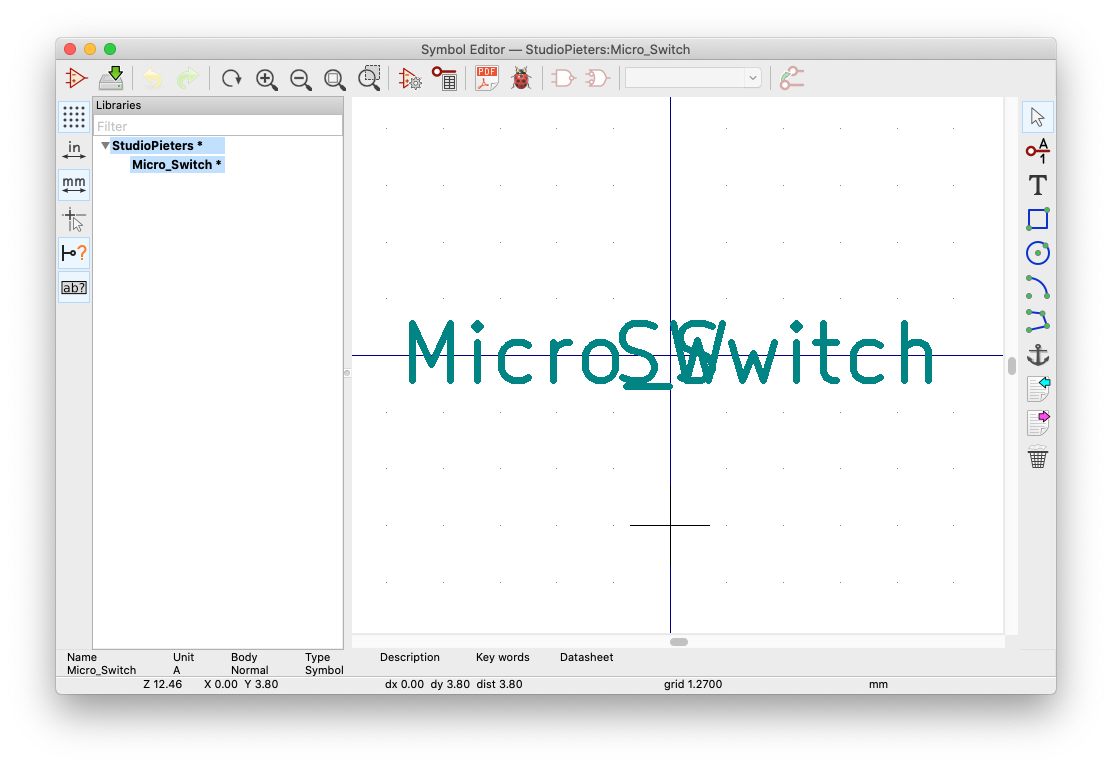 Symbol Editor — StudioPieters:Micro_Switch
PDF
Libraries
A
1
in
Filter
StudioPieters *
Micro_Switch *
mm
T
?
ab?
Micro_Switch
SW
Name Unit Body Type Description Key words Datasheet
Micro_Switch A Normal Symbol
Z 12.46 X 0.00 Y 3.80 dx 0.00 dy 3.80 dist 3.80 grid 1.2700 mm